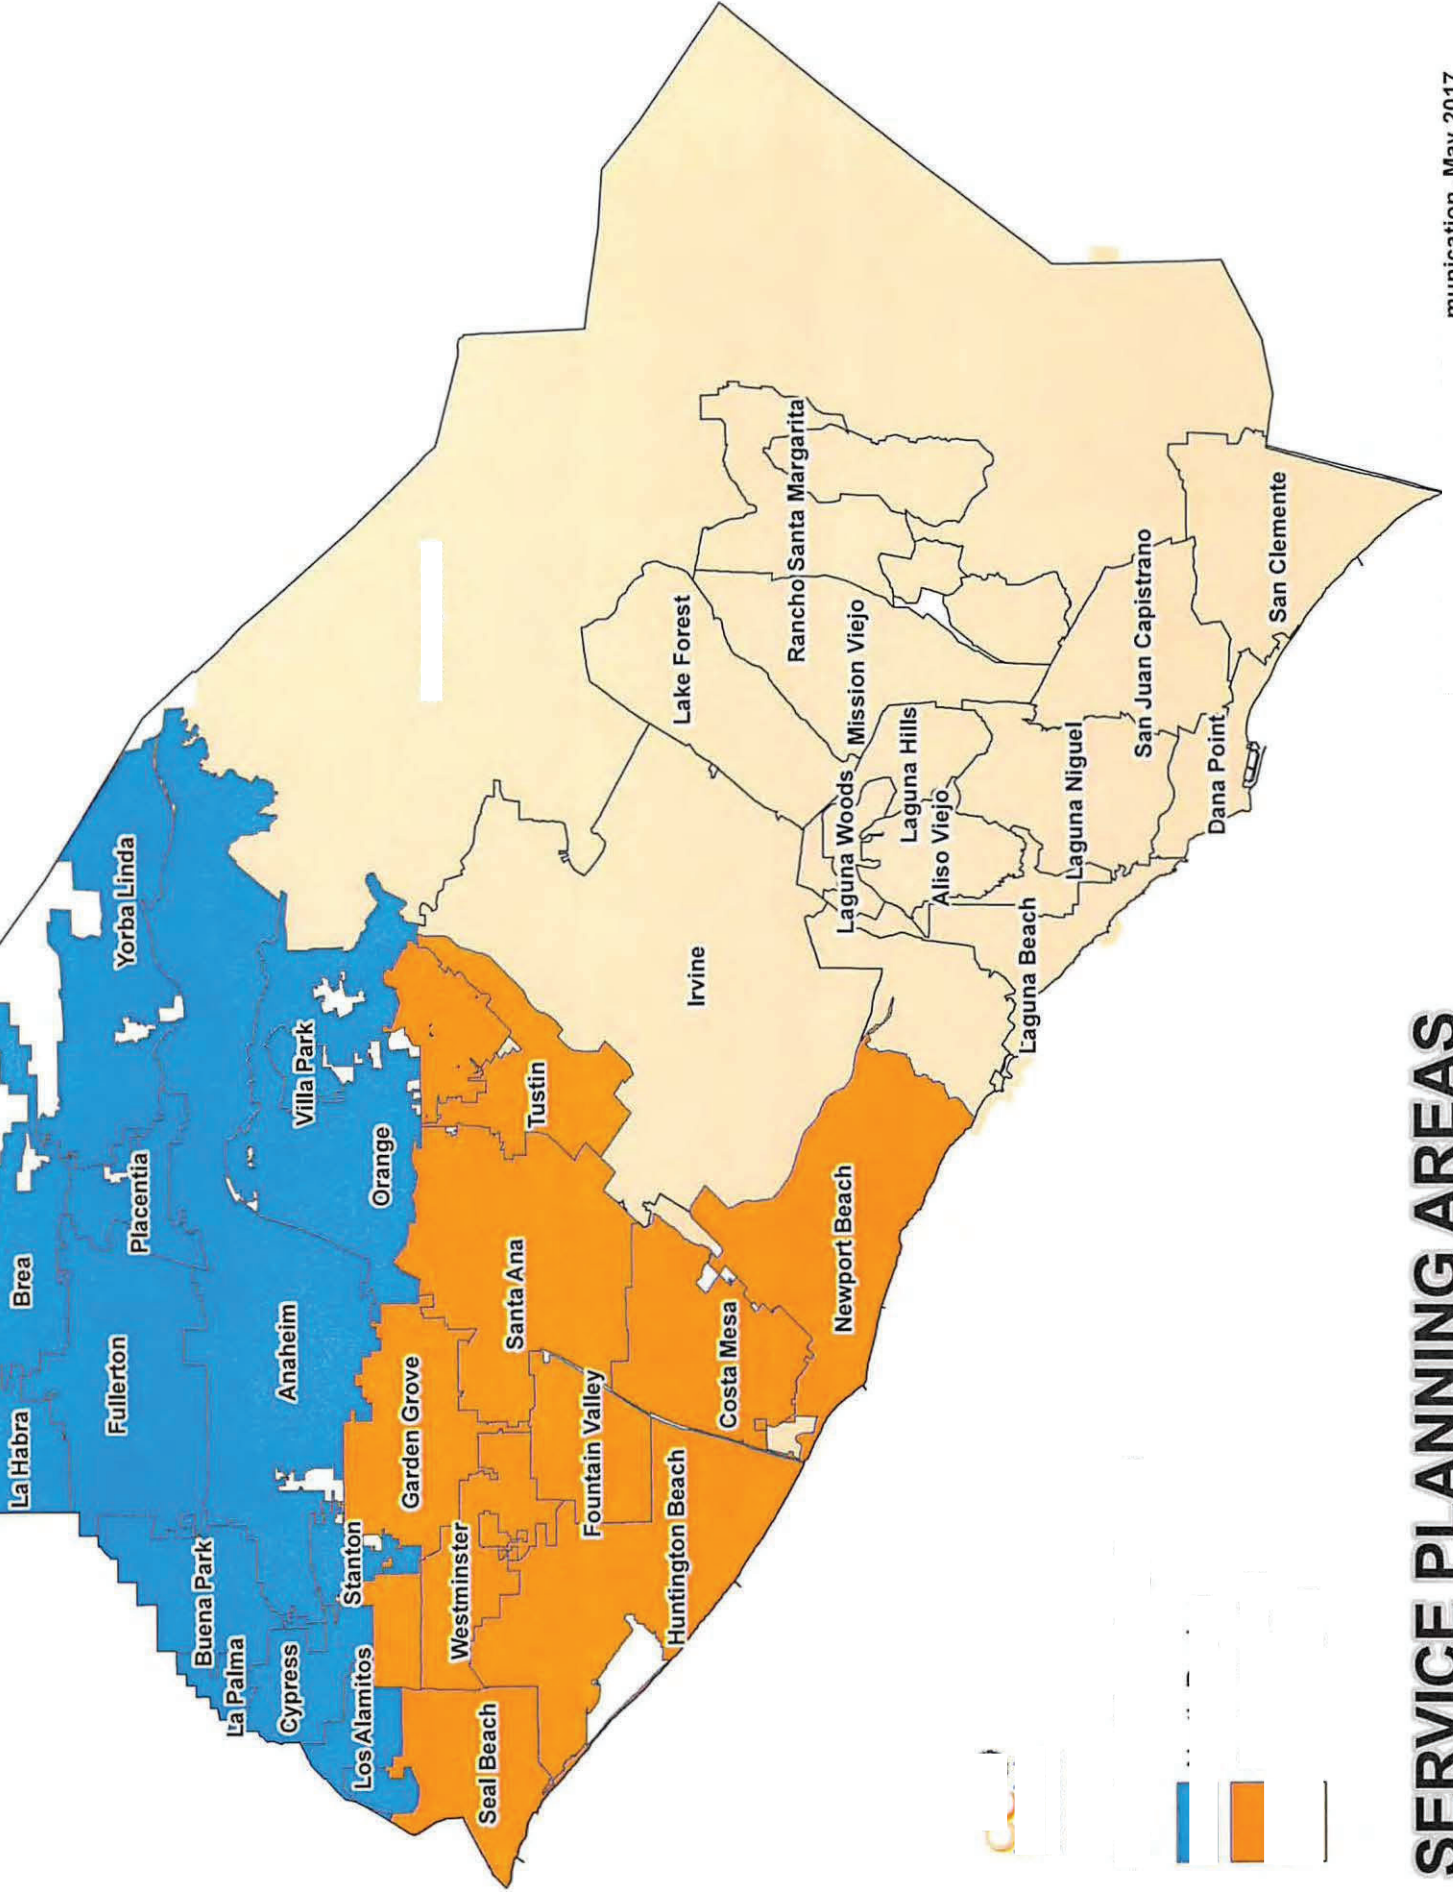 La Habra
Brea
Fullerton
Placentia
Yorba Linda
Buena Park
La Palma
Anaheim
Villa Park
Cypress
Stanton
Orange
Los Alamitos
Garden Grove
Westminster
Santa Ana
Tustin
Seal Beach
Fountain Valley
Huntington Beach
Costa Mesa
Newport Beach
Irvine
Lake Forest
Rancho Santa Margarita
Mission Viejo
Laguna Woods
Laguna Hills
Aliso Viejo
Laguna Beach
Laguna Niguel
San Juan Capistrano
Dana Point
San Clemente
SERVICE PLANNING AREAS
May 2017